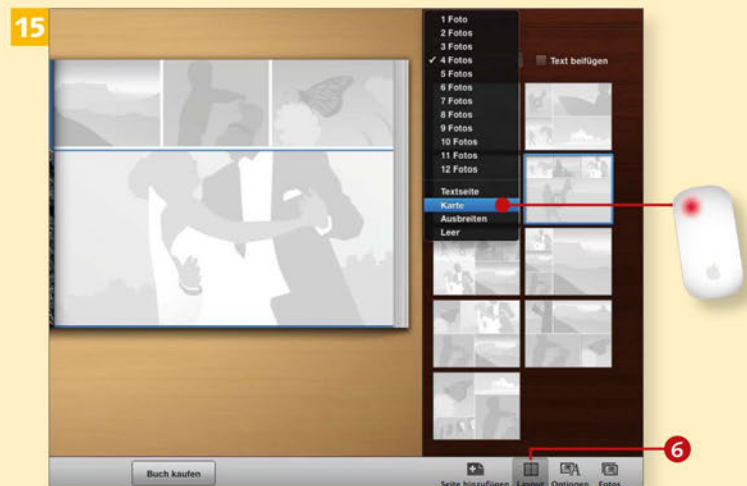 15
1 Foto
2 Fotos
3 Fotos
✓ 4 Fotos
Text beifügen
5 Fotos
6 Fotos
7 Fotos
8 Fotos
9 Fotos
10 Fotos
11 Fotos
12 Fotos
Textseite
Karte
Ausbreiten
Leer
6
Buch kaufen
Seite hinzufügen Layout Optionen Fotos